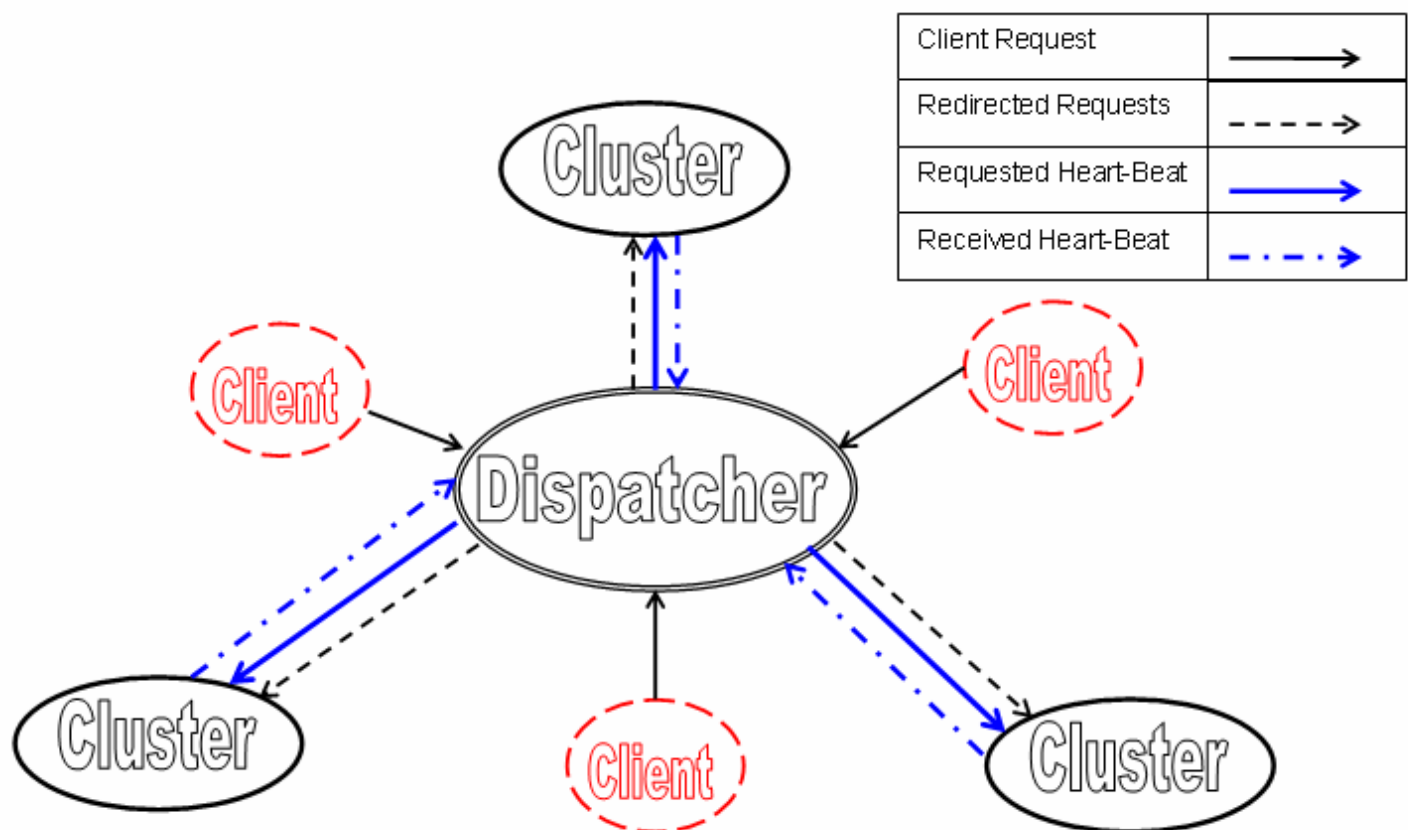 Client Request
Redirected Requests
Requested Heart-Beat
Received Heart-Beat
Cluster
Client
Client
Dispatcher
Cluster
Client
Cluster